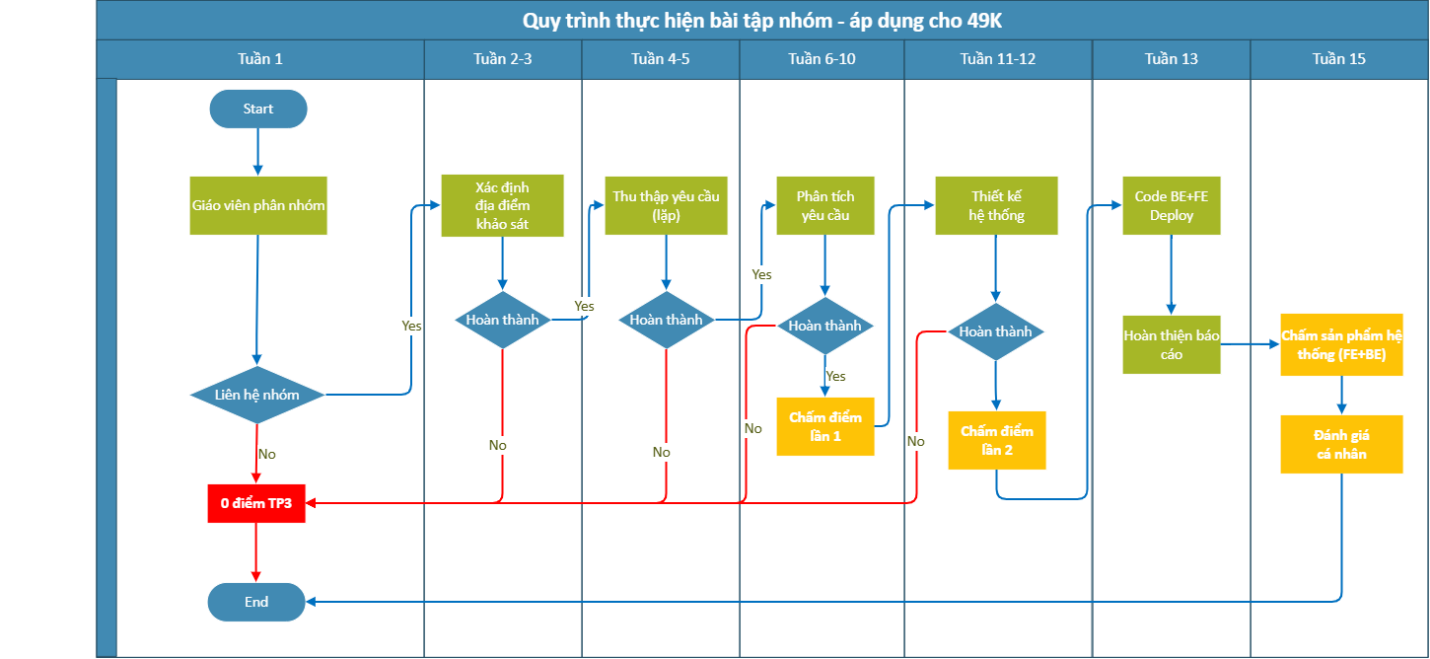 Quy trình thực hiện bài tập nhóm - áp dụng cho 49K
Tuần 1
Tuần 2-3
Tuần 4-5
Tuần 6-10
Tuần 11-12
Tuần 13
Tuần 15
Start
Giáo viên phân nhóm
Liên hệ nhóm
Yes
No
0 điểm TP3
End
Xác định
địa điểm
khảo sát
Hoàn thành
Yes
No
Thu thập yêu cầu
(lặp)
Hoàn thành
Yes
No
Phân tích
yêu cầu
Hoàn thành
Yes
No
Chấm điểm
lần 1
Thiết kế
hệ thống
Hoàn thành
No
Chấm điểm
lần 2
Code BE+FE
Deploy
Hoàn thiện báo
cáo
Chấm sản phẩm hệ
thống (FE+BE)
Đánh giá
cá nhân